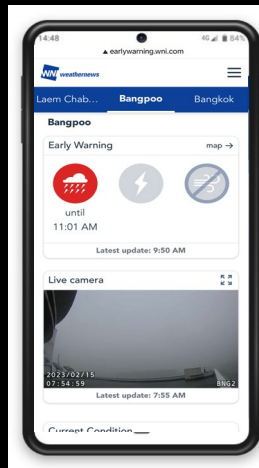 14:48
4G 84%
earlywarning.wni.com
WNI weathernews
Laem Chab... Bangpoo Bangkok
Bangpoo
Early Warning map →
until
11:01 AM
Latest update: 9:50 AM
Live camera
2023/02/15
07:54:59 BNG2
Latest update: 7:55 AM
Current Condition